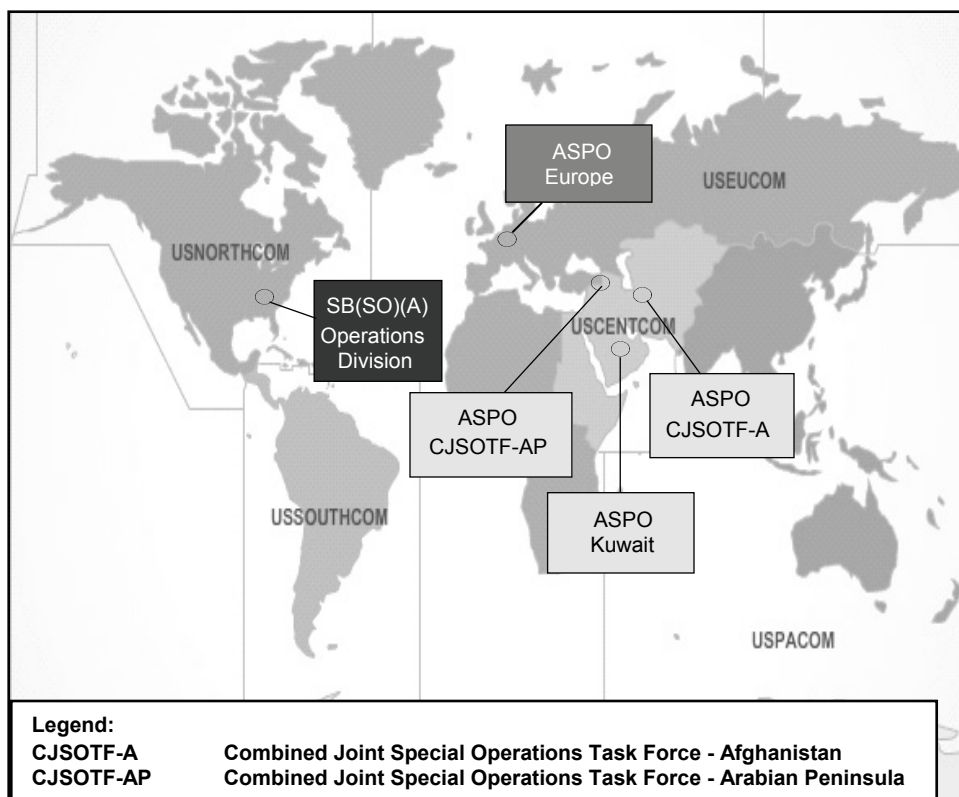 ASPO
Europe
USEUCOM
USNORTHCOM
SB(SO)(A)
Operations
Division
USCENTCOM
ASPO
CJSOTF-AP
ASPO
CJSOTF-A
ASPO
Kuwait
USSOUTHCOM
USPACOM
Legend:
CJSOTF-A Combined Joint Special Operations Task Force - Afghanistan
CJSOTF-AP Combined Joint Special Operations Task Force - Arabian Peninsula